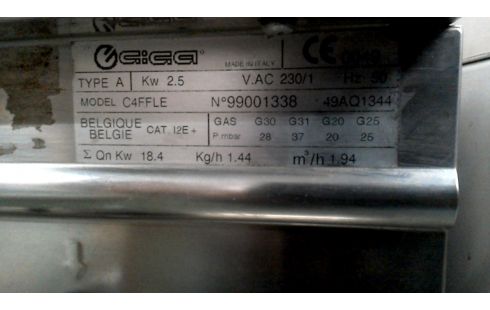 GiGA MADE IN ITALY CE
TYPE A Kw 2.5 V.AC 230/1 Hz 50
MODEL C4FFLE N°99001338 49AQ1344
BELGIQUE BELGIE CAT. I2E+ GAS G30 G31 G20 G25
P.mbar 28 37 20 25
Σ Qn Kw 18.4 Kg/h 1.44 m³/h 1.94